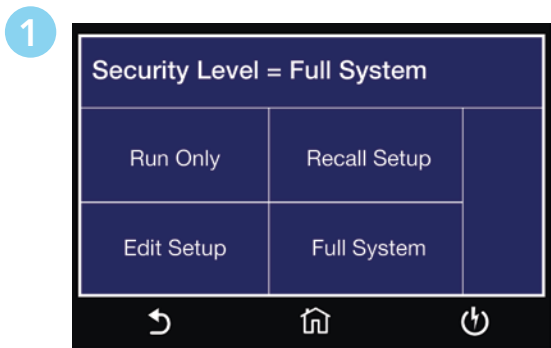 1
Security Level = Full System
Run Only Recall Setup
Edit Setup Full System